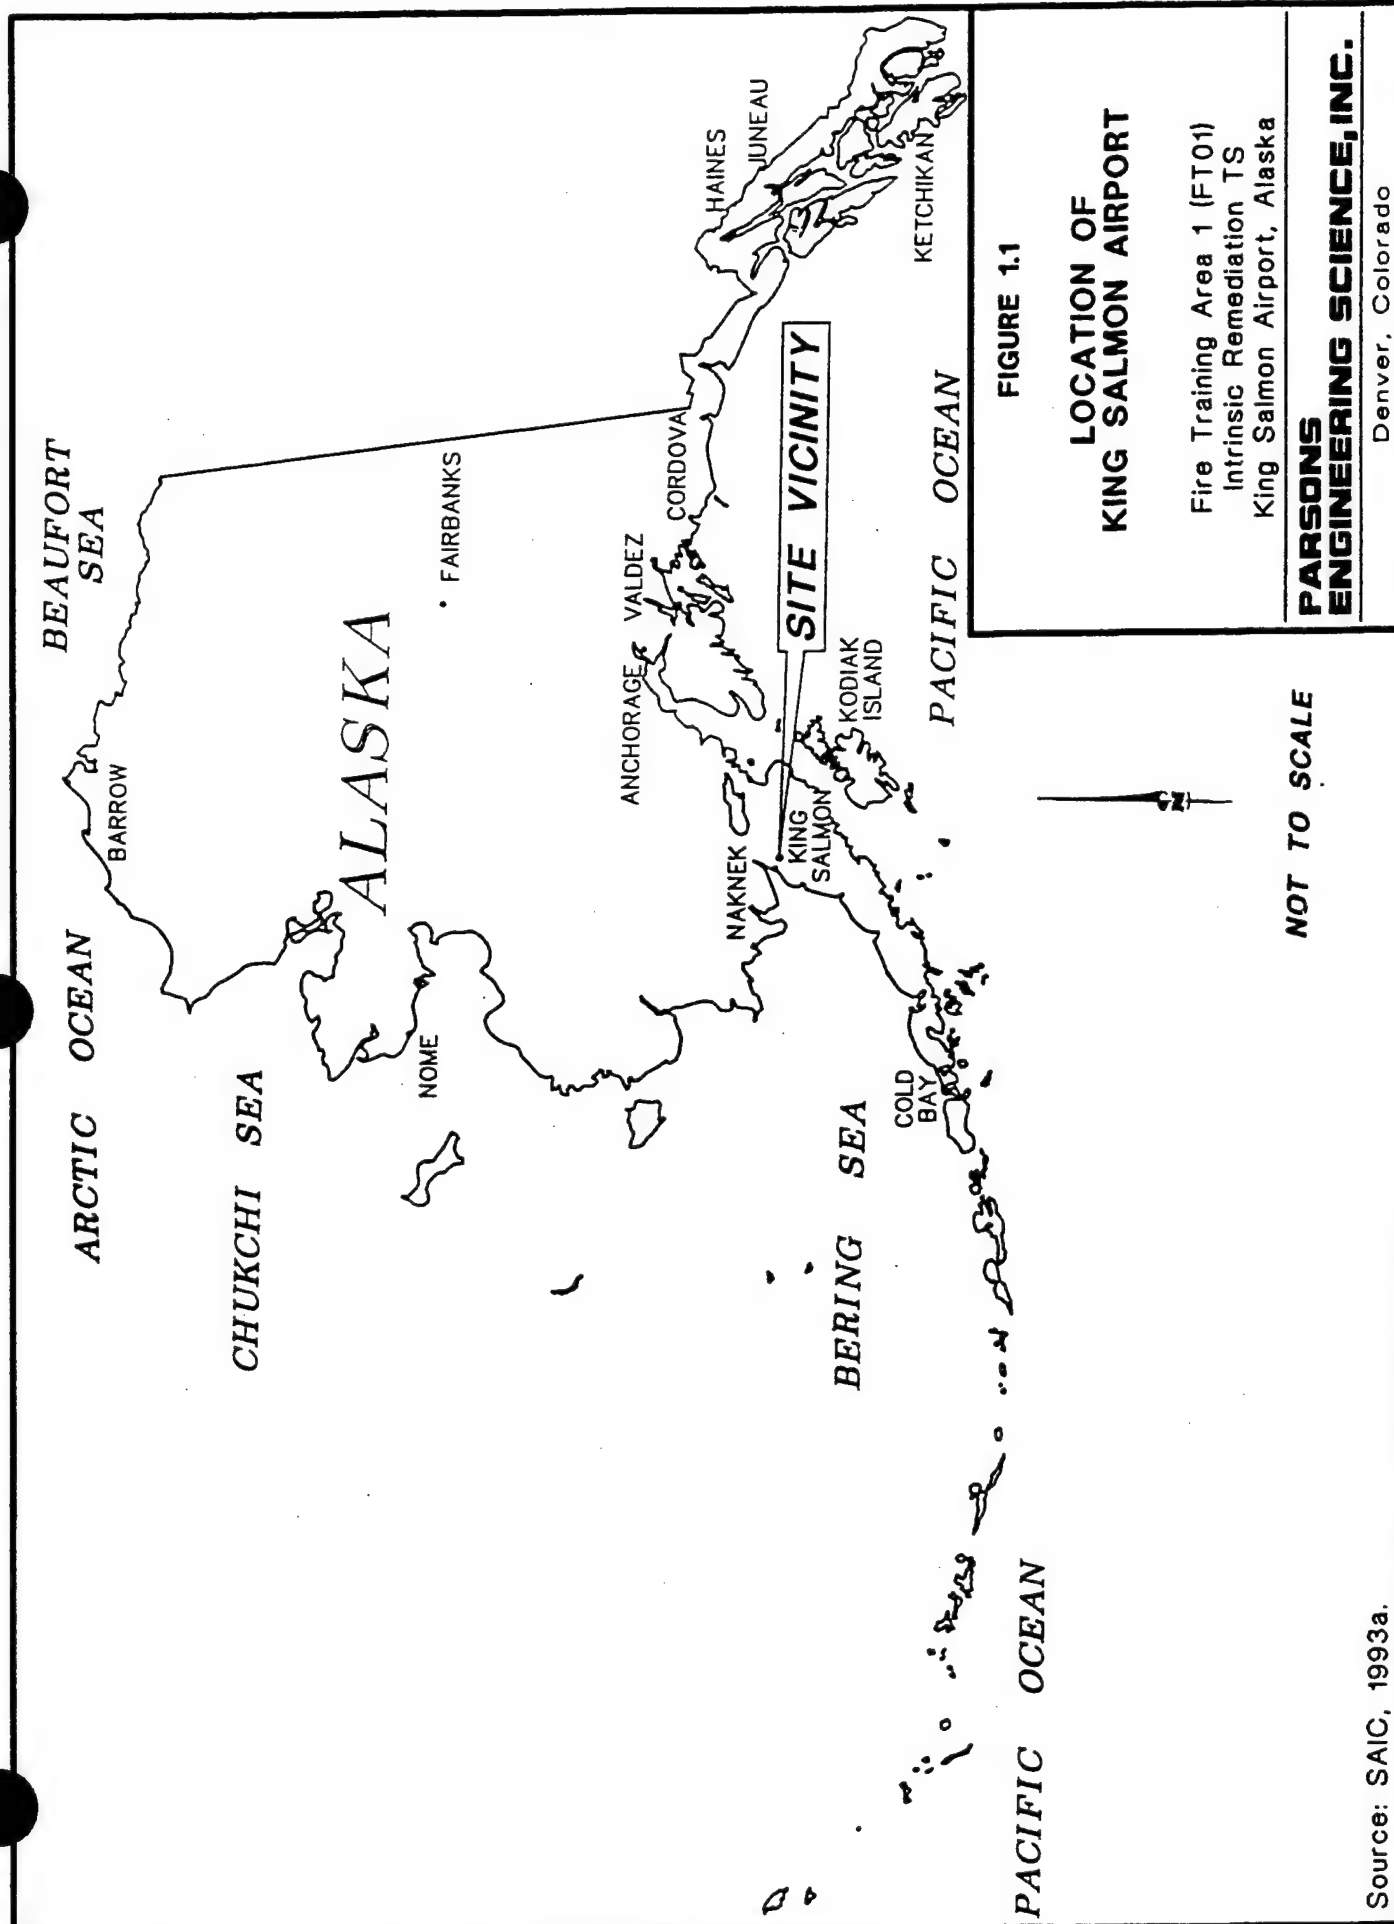 BEAUFORT
SEA
ARCTIC OCEAN
BARROW
CHUKCHI SEA
ALASKA
FAIRBANKS
NOME
ANCHORAGE
VALDEZ
CORDOVA
HAINES
JUNEAU
KETCHIKAN
NAKNEK
KING
SALMON
SITE VICINITY
KODIAK
ISLAND
BERING SEA
COLD
BAY
PACIFIC OCEAN
PACIFIC OCEAN
N
NOT TO SCALE
FIGURE 1.1
LOCATION OF
KING SALMON AIRPORT
Fire Training Area 1 (FT01)
Intrinsic Remediation TS
King Salmon Airport, Alaska
PARSONS
ENGINEERING SCIENCE, INC.
Denver, Colorado
Source: SAIC, 1993a.